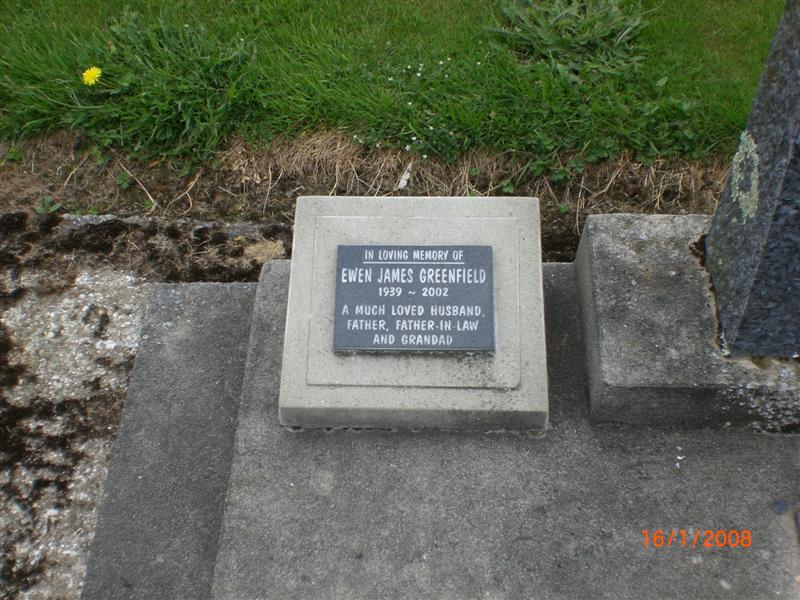 IN LOVING MEMORY OF
EWEN JAMES GREENFIELD
1939 ~ 2002
A MUCH LOVED HUSBAND,
FATHER, FATHER-IN-LAW
AND GRANDAD
16/1/2008